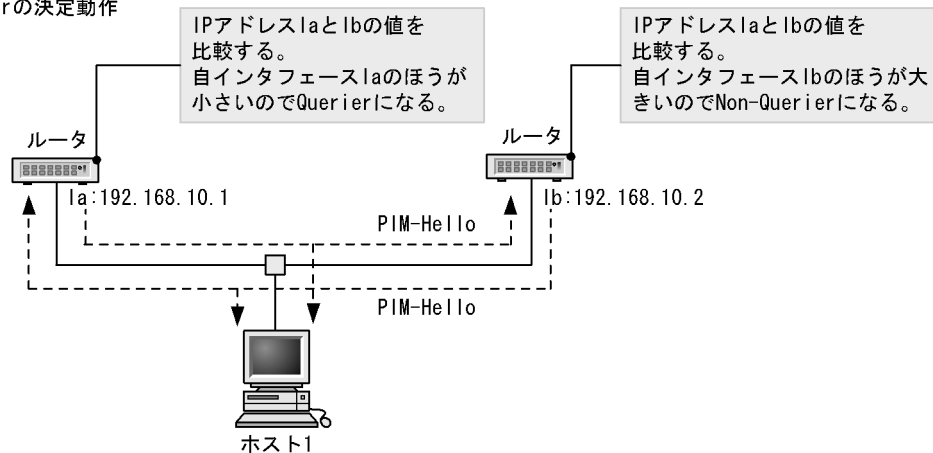 rの決定動作
IPアドレスIaとIbの値を
比較する。
自インタフェースIaのほうが
小さいのでQuerierになる。
IPアドレスIaとIbの値を
比較する。
自インタフェースIbのほうが大
きいのでNon-Querierになる。
ルータ
ルータ
Ia:192.168.10.1
Ib:192.168.10.2
PIM-Hello
PIM-Hello
ホスト1